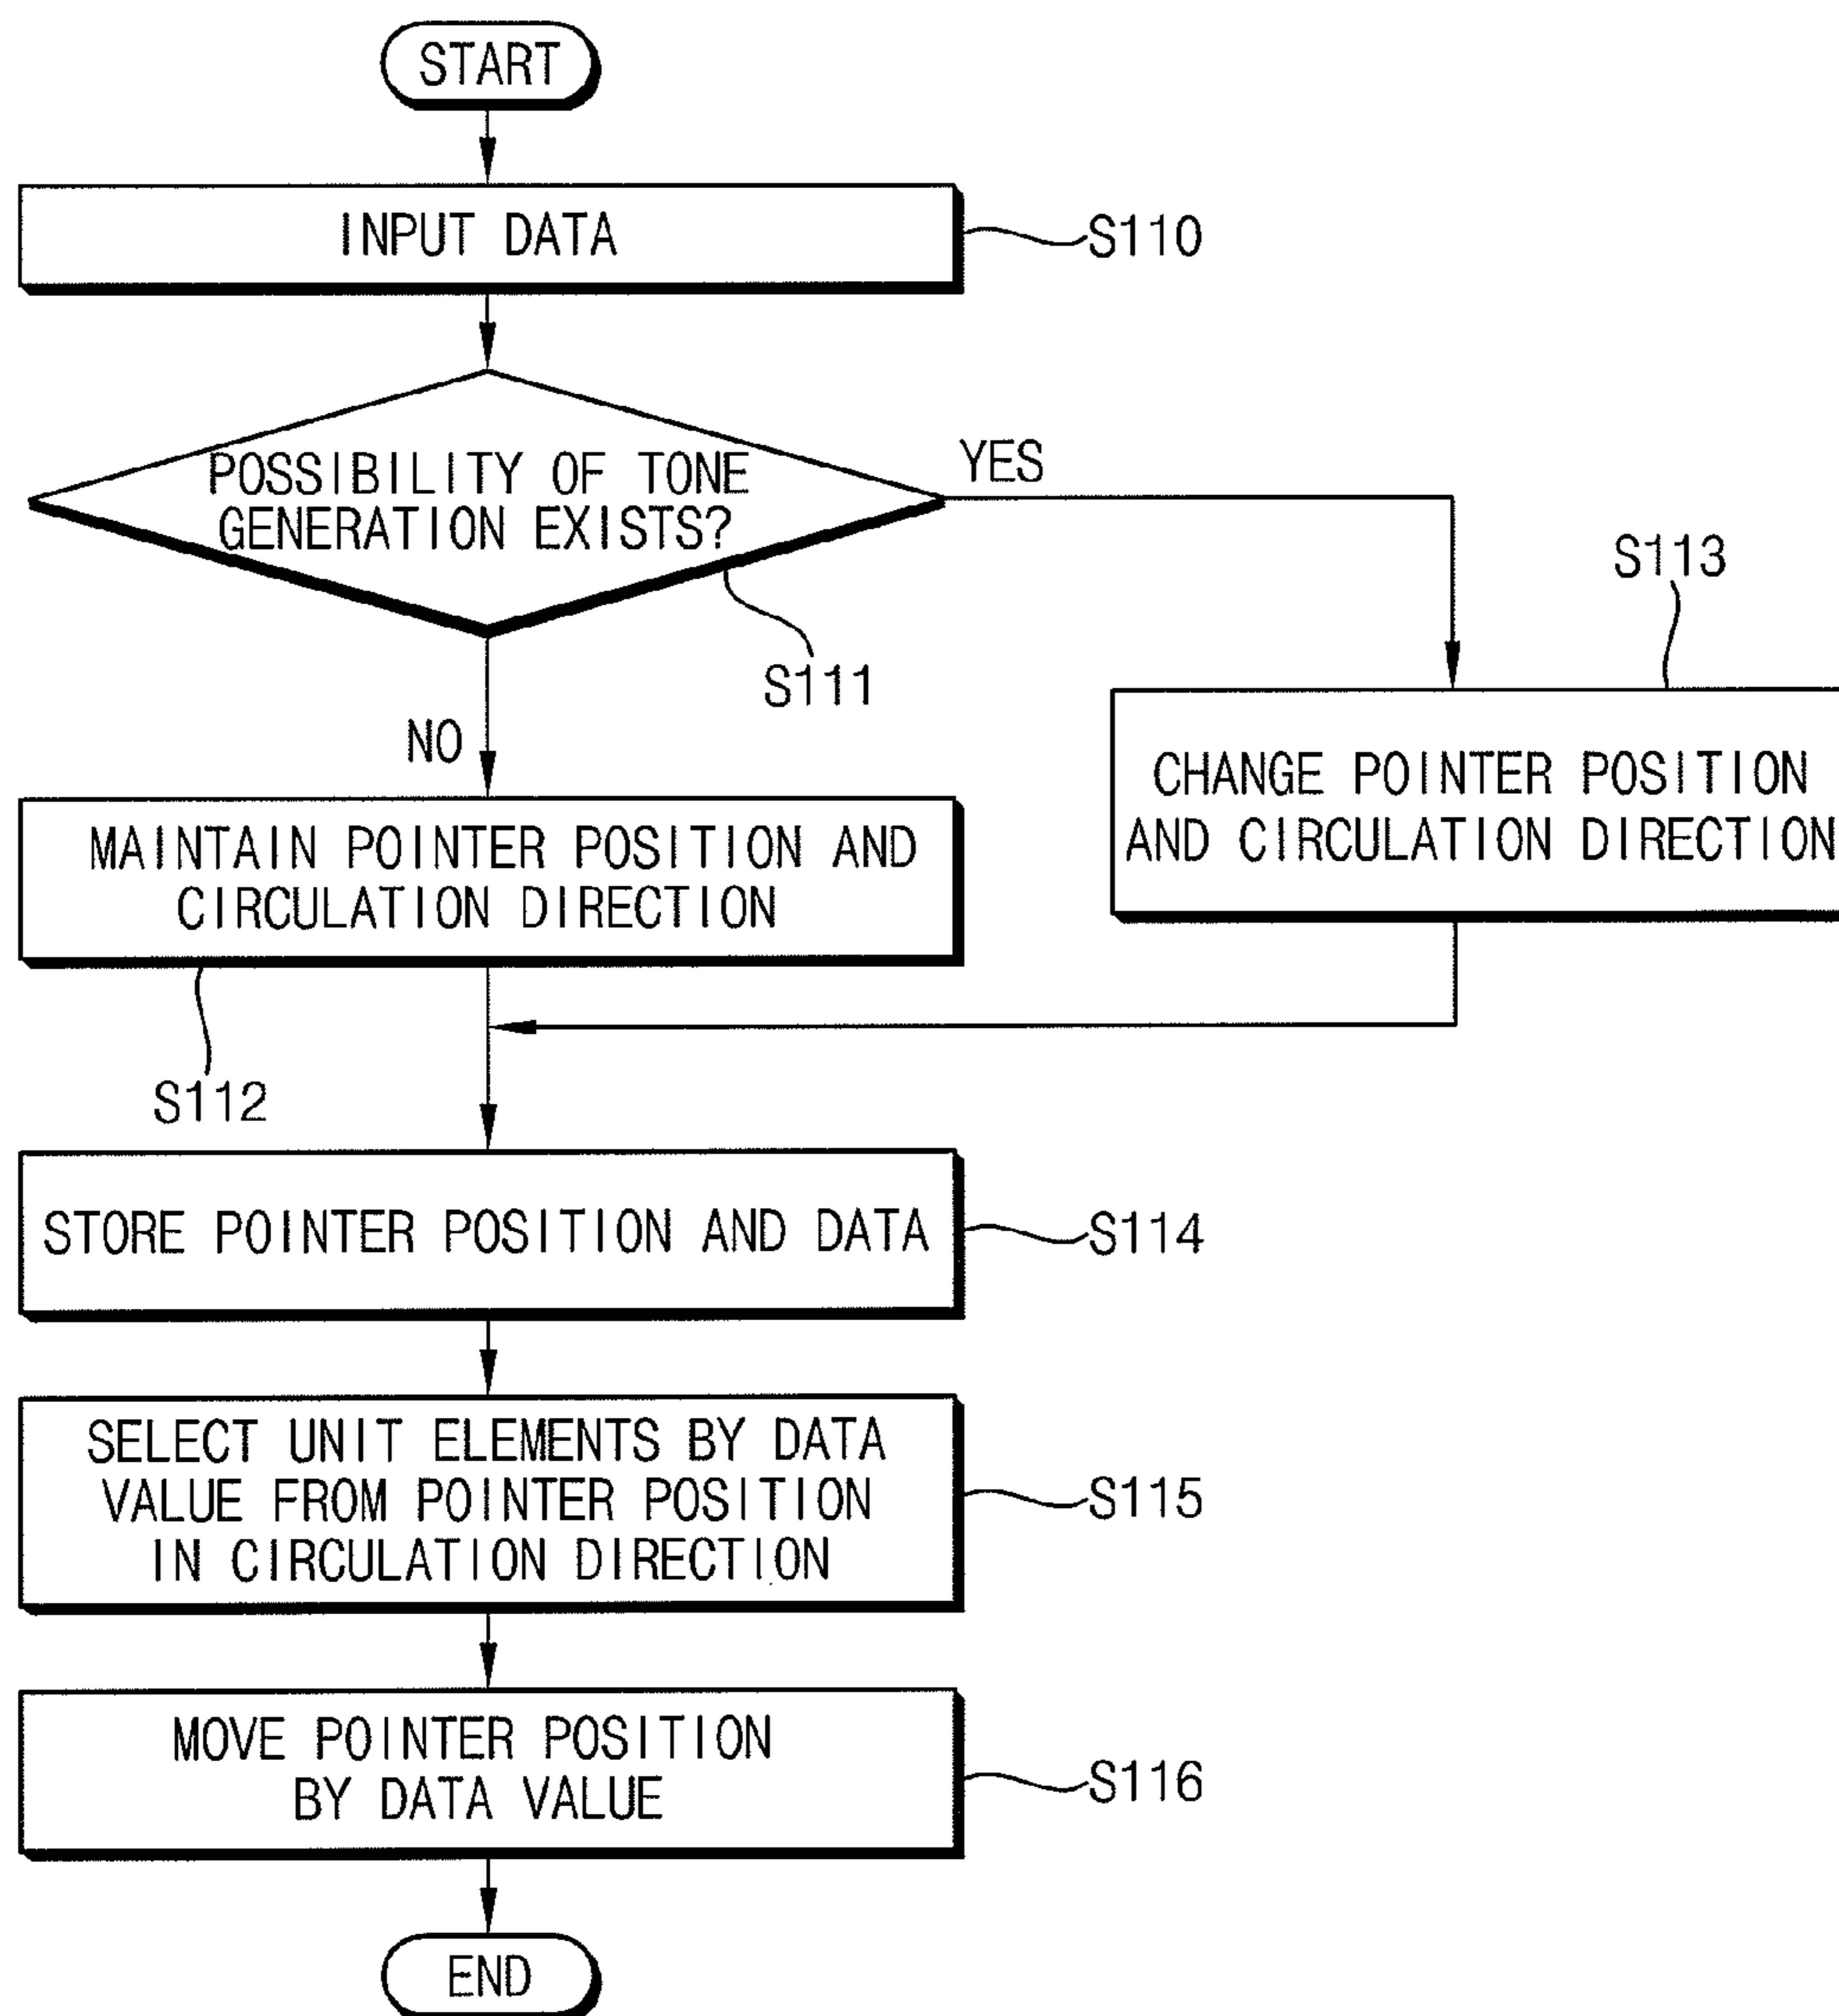 START
INPUT DATA
S110
POSSIBILITY OF TONE
GENERATION EXISTS?
YES
S111
S113
NO
CHANGE POINTER POSITION
AND CIRCULATION DIRECTION
MAINTAIN POINTER POSITION AND
CIRCULATION DIRECTION
S112
STORE POINTER POSITION AND DATA
S114
SELECT UNIT ELEMENTS BY DATA
VALUE FROM POINTER POSITION
IN CIRCULATION DIRECTION
S115
MOVE POINTER POSITION
BY DATA VALUE
S116
END